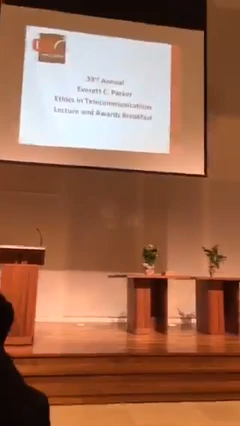 33rd Annual
Everett C. Parker
Ethics in Telecommunications
Lecture and Awards Breakfast